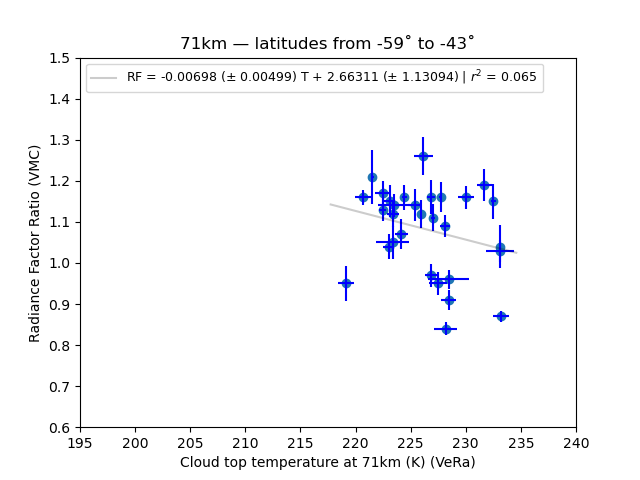 71km — latitudes from -59˚ to -43˚
RF = -0.00698 (± 0.00499) T + 2.66311 (± 1.13094) | r² = 0.065
1.5
1.4
1.3
1.2
1.1
1.0
0.9
0.8
0.7
0.6
Radiance Factor Ratio (VMC)
195 200 205 210 215 220 225 230 235 240
Cloud top temperature at 71km (K) (VeRa)